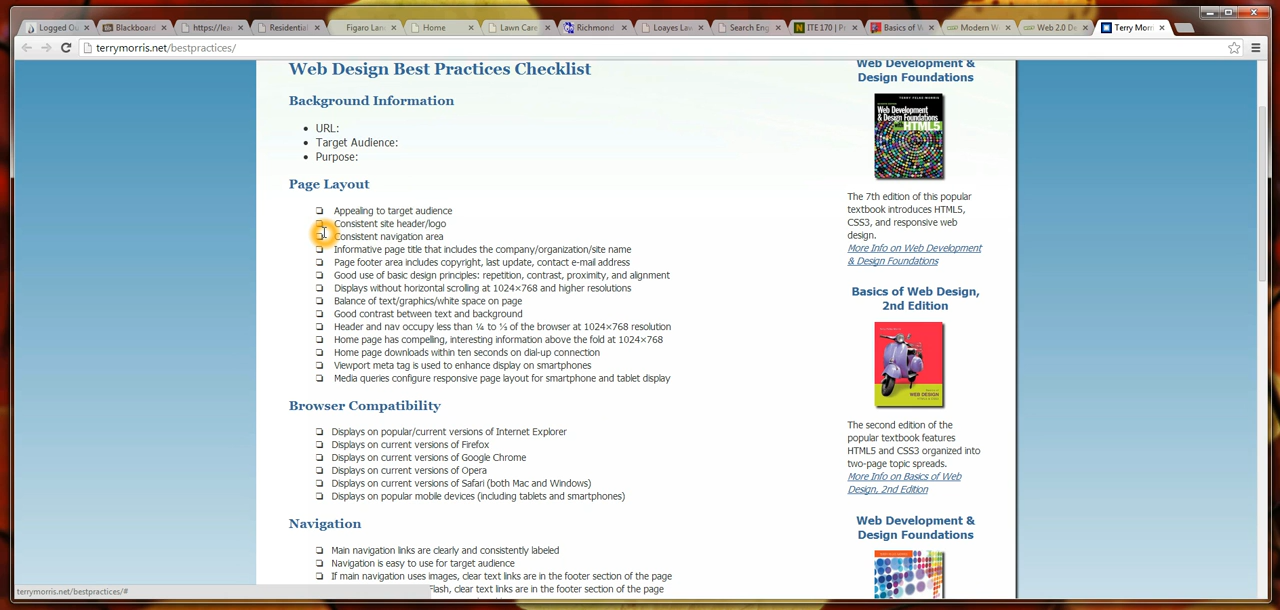 Logged Ou
Blackboard
https://lea
Residential
Figaro Lan
Home
Lawn Care
Richmond
Loayes Law
Search Eng
ITE 170 | Pr
Basics of W
Modern W
Web 2.0 De
Terry Mor
terrymorris.net/bestpractices/
Web Design Best Practices Checklist
Background Information
URL:
Target Audience:
Purpose:
Page Layout
Appealing to target audience
Consistent site header/logo
Consistent navigation area
Informative page title that includes the company/organization/site name
Page footer area includes copyright, last update, contact e-mail address
Good use of basic design principles: repetition, contrast, proximity, and alignment
Displays without horizontal scrolling at 1024×768 and higher resolutions
Balance of text/graphics/white space on page
Good contrast between text and background
Header and nav occupy less than ¼ to ⅓ of the browser at 1024×768 resolution
Home page has compelling, interesting information above the fold at 1024×768
Home page downloads within ten seconds on dial-up connection
Viewport meta tag is used to enhance display on smartphones
Media queries configure responsive page layout for smartphone and tablet display
Browser Compatibility
Displays on popular/current versions of Internet Explorer
Displays on current versions of Firefox
Displays on current versions of Google Chrome
Displays on current versions of Opera
Displays on current versions of Safari (both Mac and Windows)
Displays on popular mobile devices (including tablets and smartphones)
Navigation
Main navigation links are clearly and consistently labeled
Navigation is easy to use for target audience
If main navigation uses images, clear text links are in the footer section of the page
Flash, clear text links are in the footer section of the page
terrymorris.net/bestpractices/#
Web Development &
Design Foundations
Web Development
& Design Foundations
HTML5
The 7th edition of this popular
textbook introduces HTML5,
CSS3, and responsive web
design.
More Info on Web Development
& Design Foundations
Basics of Web Design,
2nd Edition
WEB DESIGN
The second edition of the
popular textbook features
HTML5 and CSS3 organized into
two-page topic spreads.
More Info on Basics of Web
Design, 2nd Edition
Web Development &
Design Foundations